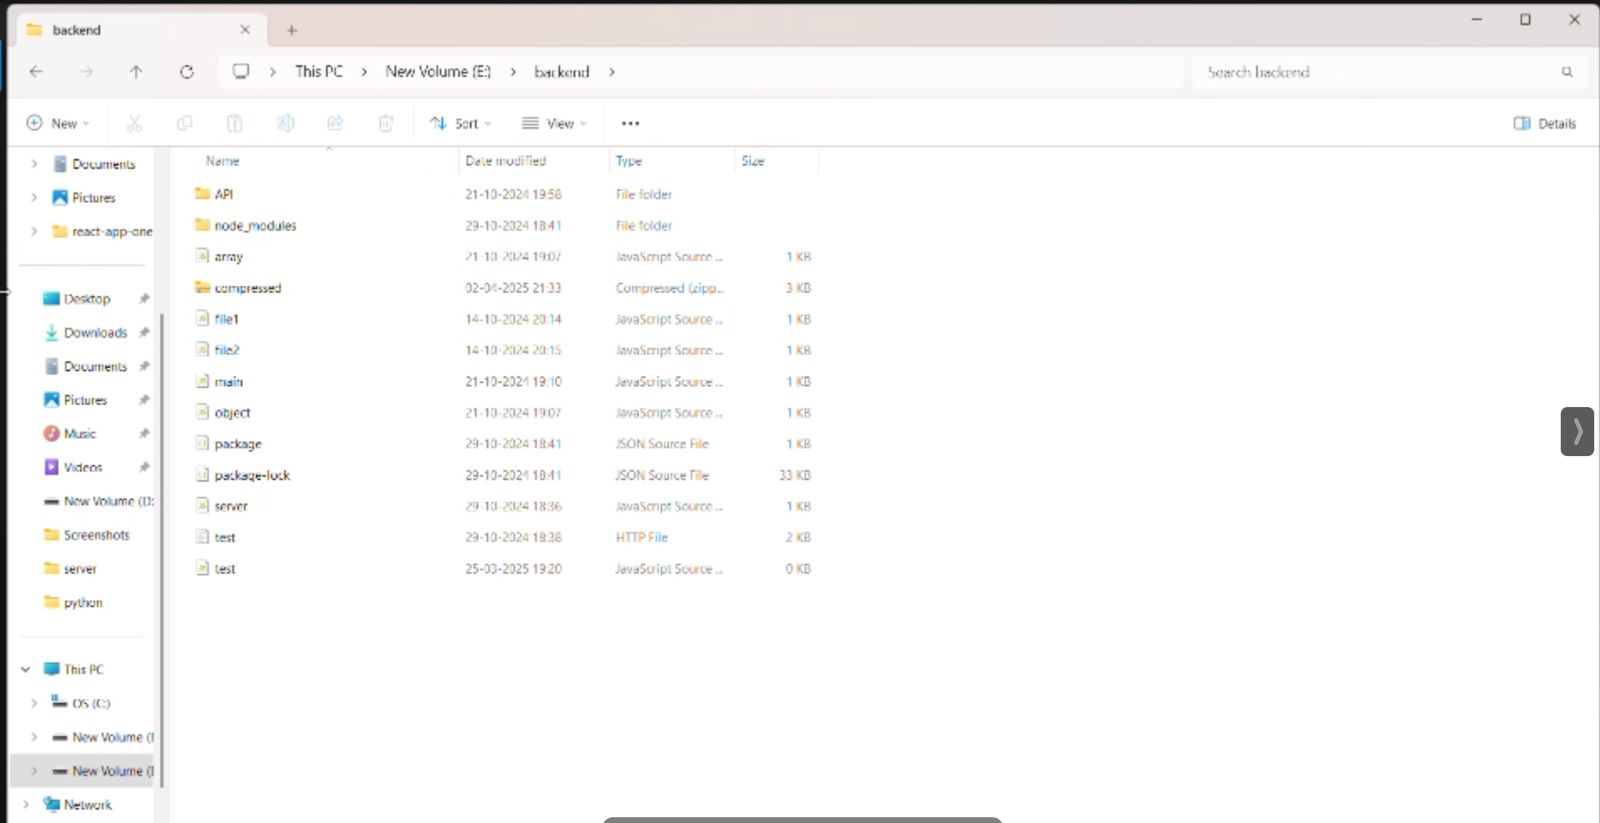 backend
This PC > New Volume (E:) > backend >
Search backend
New
Sort
View
Details
Name Date modified Type Size
Documents
Pictures
react-app-one
Desktop
Downloads
Documents
Pictures
Music
Videos
New Volume (D:
Screenshots
server
python
This PC
OS (C:)
New Volume (
New Volume (
Network
API 21-10-2024 19:58 File folder
node_modules 29-10-2024 18:41 File folder
array 21-10-2024 19:07 JavaScript Source ... 1 KB
compressed 02-04-2025 21:33 Compressed (zipp... 3 KB
file1 14-10-2024 20:14 JavaScript Source ... 1 KB
file2 14-10-2024 20:15 JavaScript Source ... 1 KB
main 21-10-2024 19:10 JavaScript Source ... 1 KB
object 21-10-2024 19:07 JavaScript Source ... 1 KB
package 29-10-2024 18:41 JSON Source File 1 KB
package-lock 29-10-2024 18:41 JSON Source File 33 KB
server 29-10-2024 18:36 JavaScript Source ... 1 KB
test 29-10-2024 18:38 HTTP File 2 KB
test 25-03-2025 19:20 JavaScript Source ... 0 KB